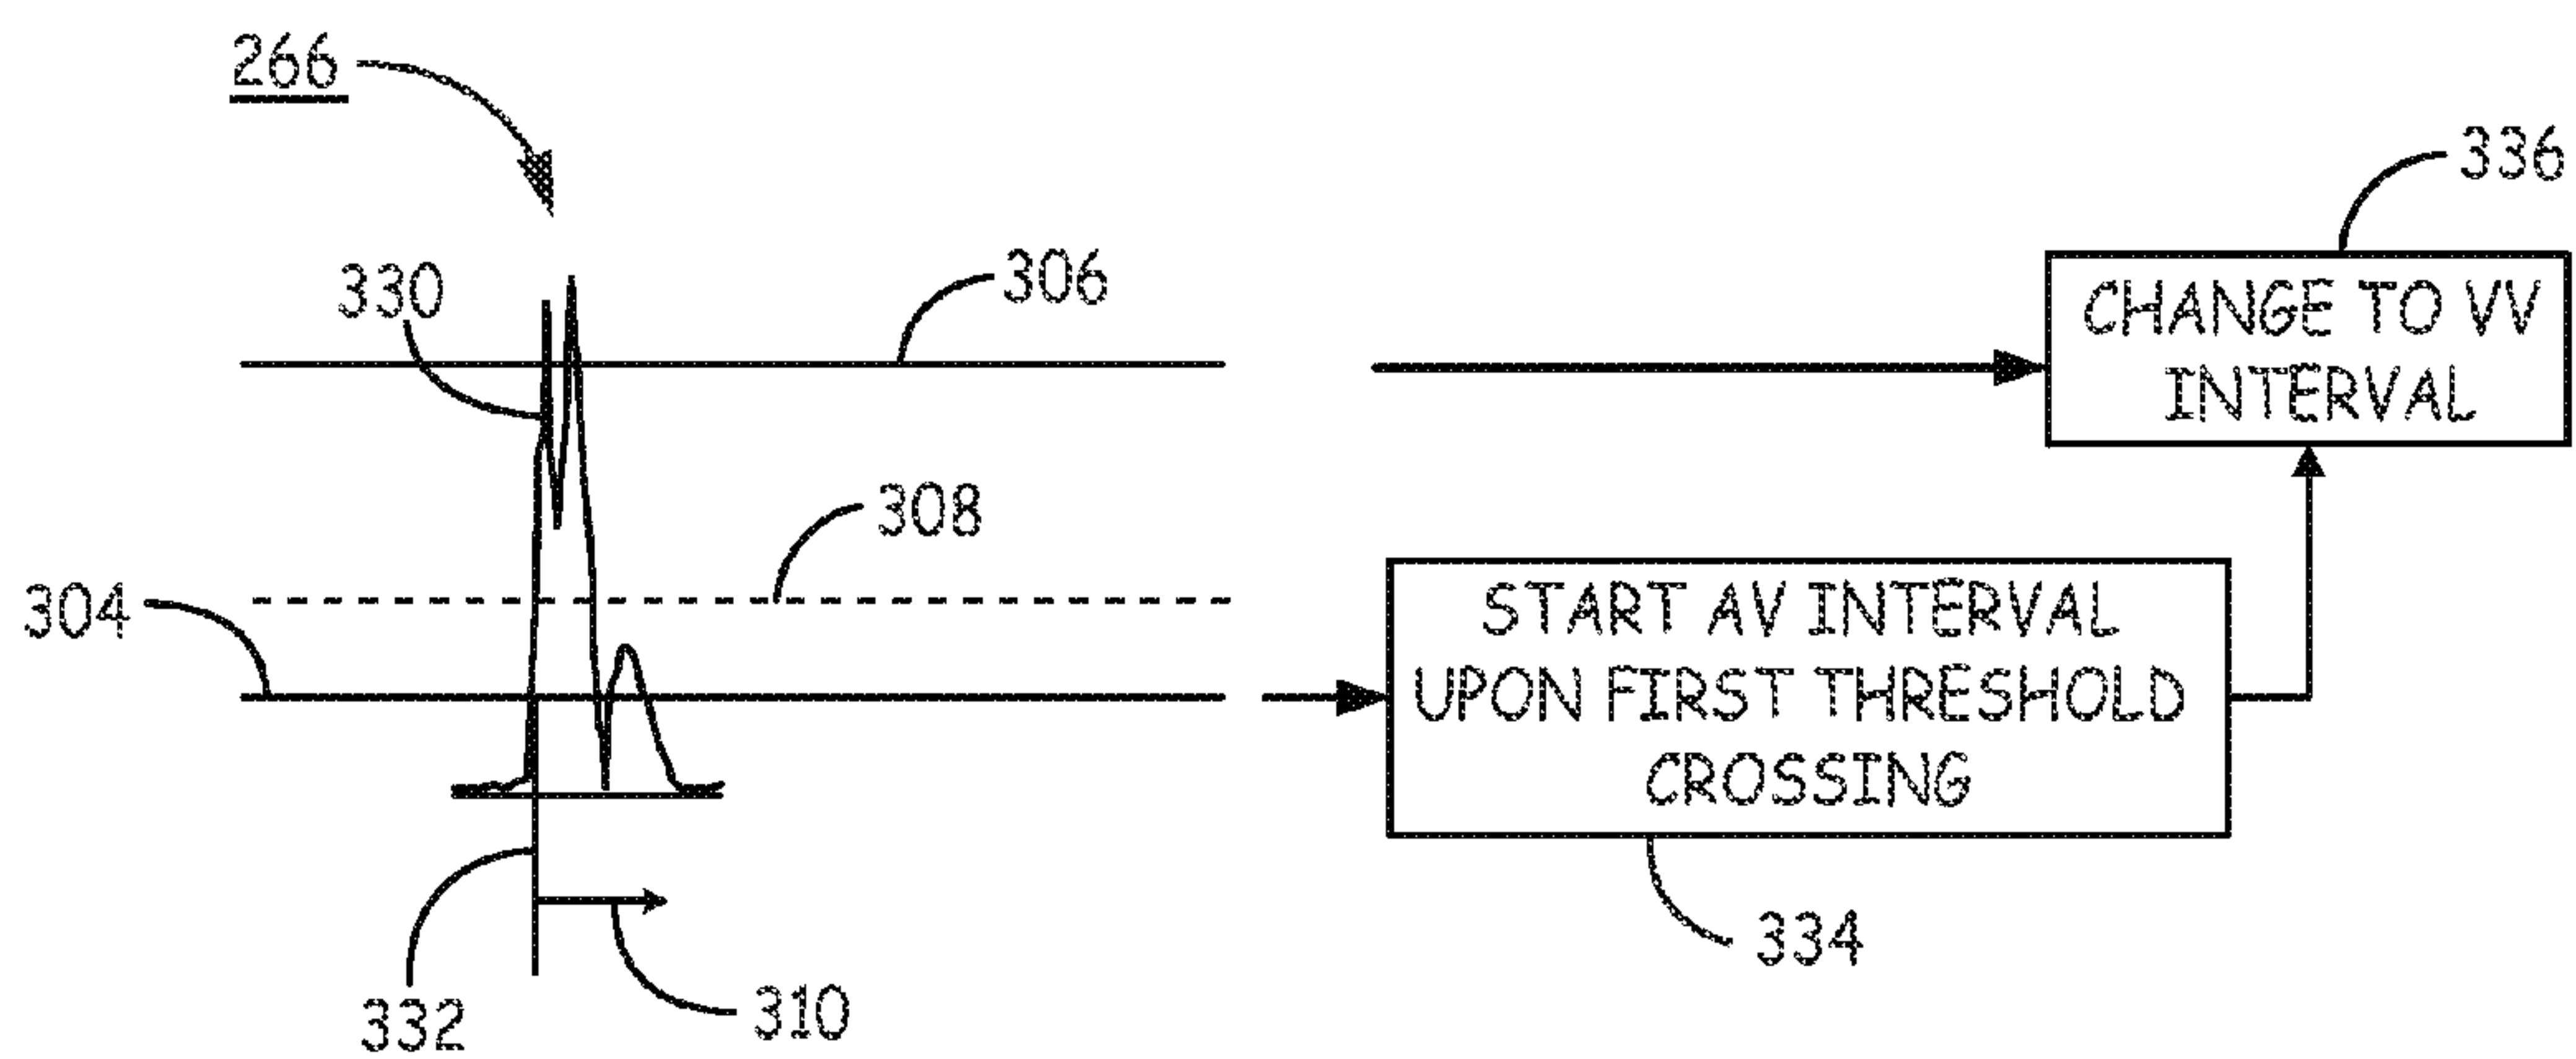 266
336
330
306
CHANGE TO VV
INTERVAL
308
304
START AV INTERVAL
UPON FIRST THRESHOLD
CROSSING
334
332
310